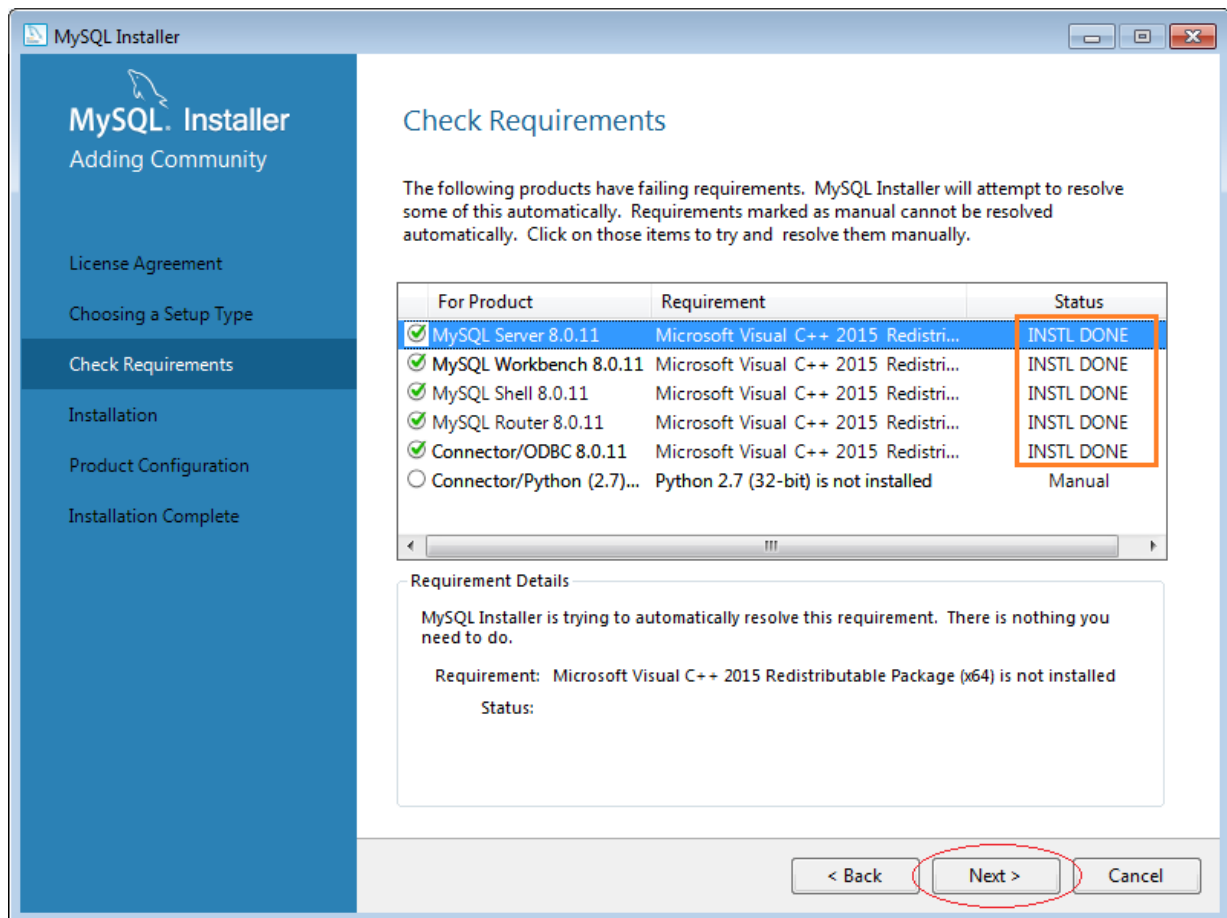 MySQL Installer
MySQL. Installer
Adding Community
License Agreement
Choosing a Setup Type
Check Requirements
Installation
Product Configuration
Installation Complete
Check Requirements
The following products have failing requirements. MySQL Installer will attempt to resolve
some of this automatically. Requirements marked as manual cannot be resolved
automatically. Click on those items to try and resolve them manually.
For Product Requirement Status
MySQL Server 8.0.11 Microsoft Visual C++ 2015 Redistri... INSTL DONE
MySQL Workbench 8.0.11 Microsoft Visual C++ 2015 Redistri... INSTL DONE
MySQL Shell 8.0.11 Microsoft Visual C++ 2015 Redistri... INSTL DONE
MySQL Router 8.0.11 Microsoft Visual C++ 2015 Redistri... INSTL DONE
Connector/ODBC 8.0.11 Microsoft Visual C++ 2015 Redistri... INSTL DONE
Connector/Python (2.7)... Python 2.7 (32-bit) is not installed Manual
Requirement Details
MySQL Installer is trying to automatically resolve this requirement. There is nothing you
need to do.
Requirement: Microsoft Visual C++ 2015 Redistributable Package (x64) is not installed
Status:
< Back Next > Cancel